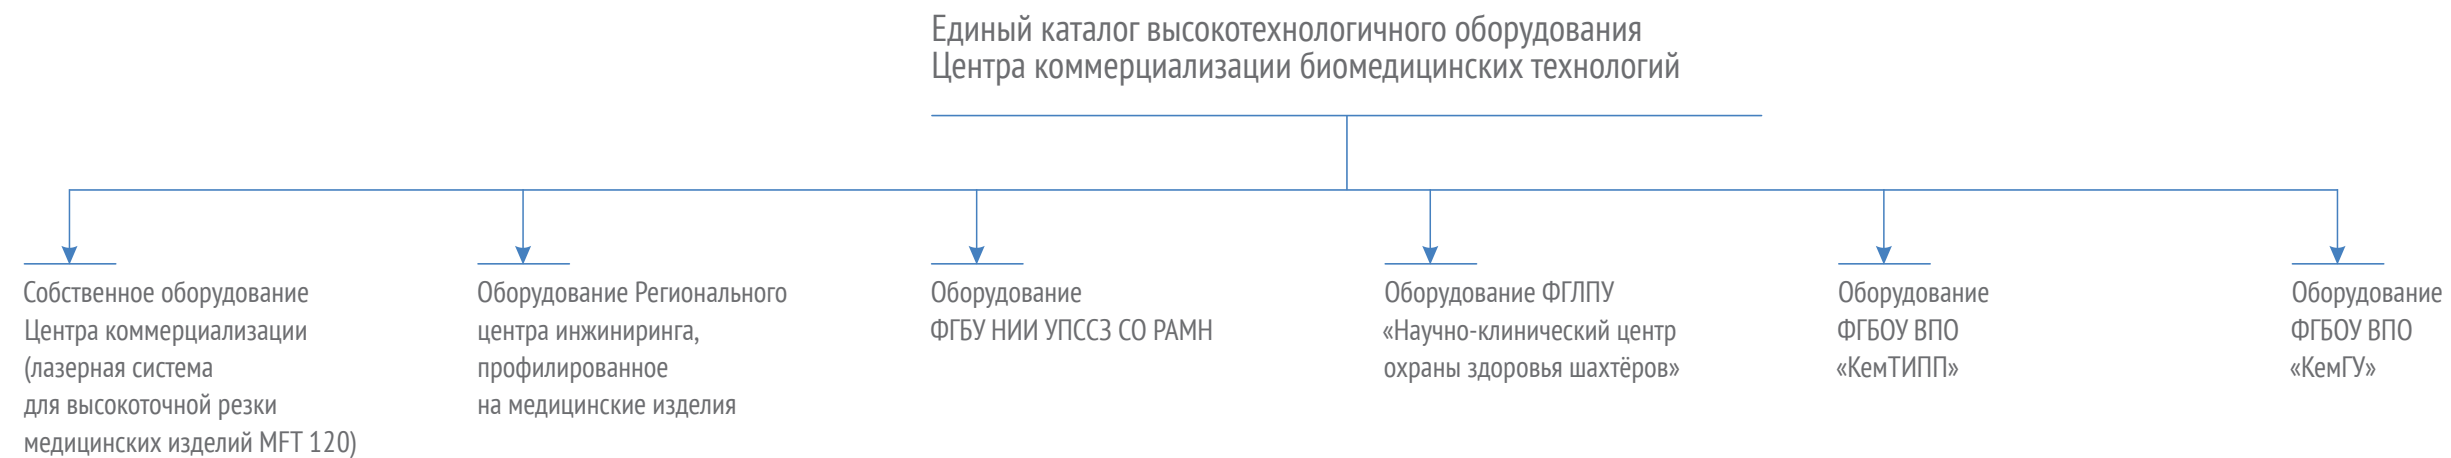 Единый каталог высокотехнологичного оборудования
Центра коммерциализации биомедицинских технологий
Собственное оборудование
Центра коммерциализации
(лазерная система
для высокоточной резки
медицинских изделий MFT 120)
Оборудование Регионального
центра инжиниринга,
профилированное
на медицинские изделия
Оборудование
ФГБУ НИИ УПССЗ СО РАМН
Оборудование ФГЛПУ
«Научно-клинический центр
охраны здоровья шахтёров»
Оборудование
ФГБОУ ВПО
«КемТИПП»
Оборудование
ФГБОУ ВПО
«КемГУ»